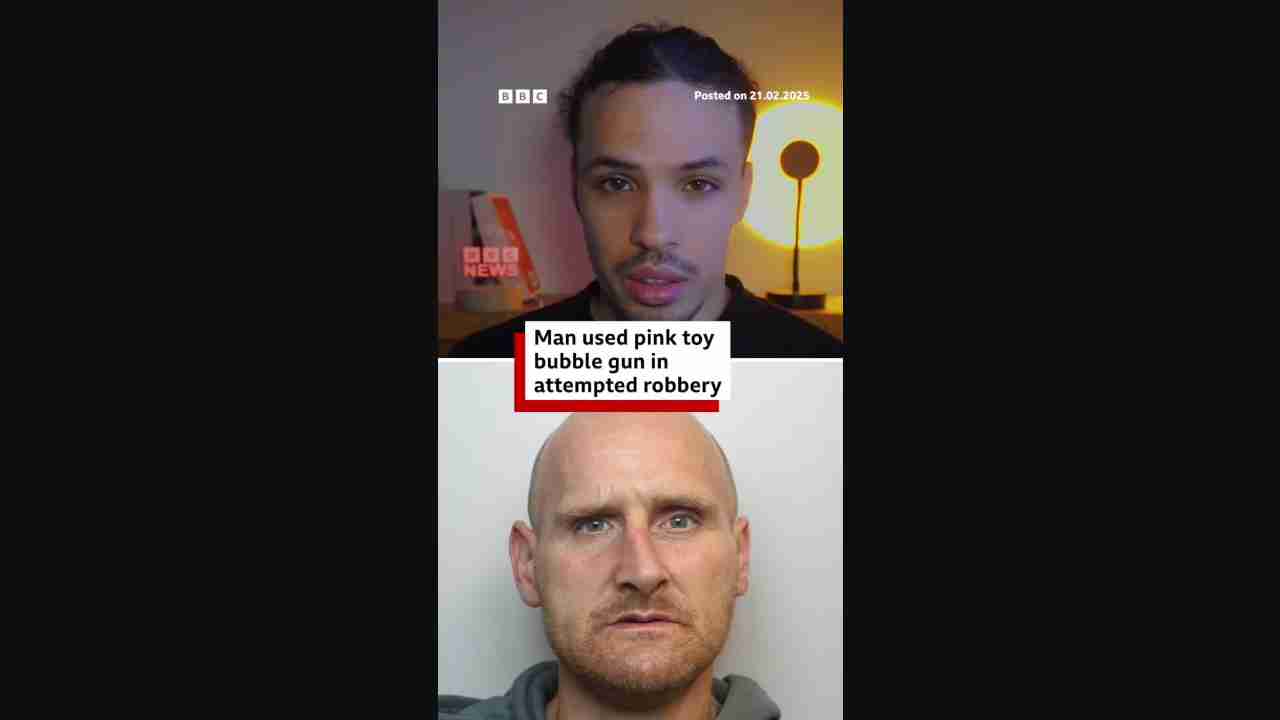 BBC
Posted on 21.02.2025
BBC
NEWS
Man used pink toy
bubble gun in
attempted robbery